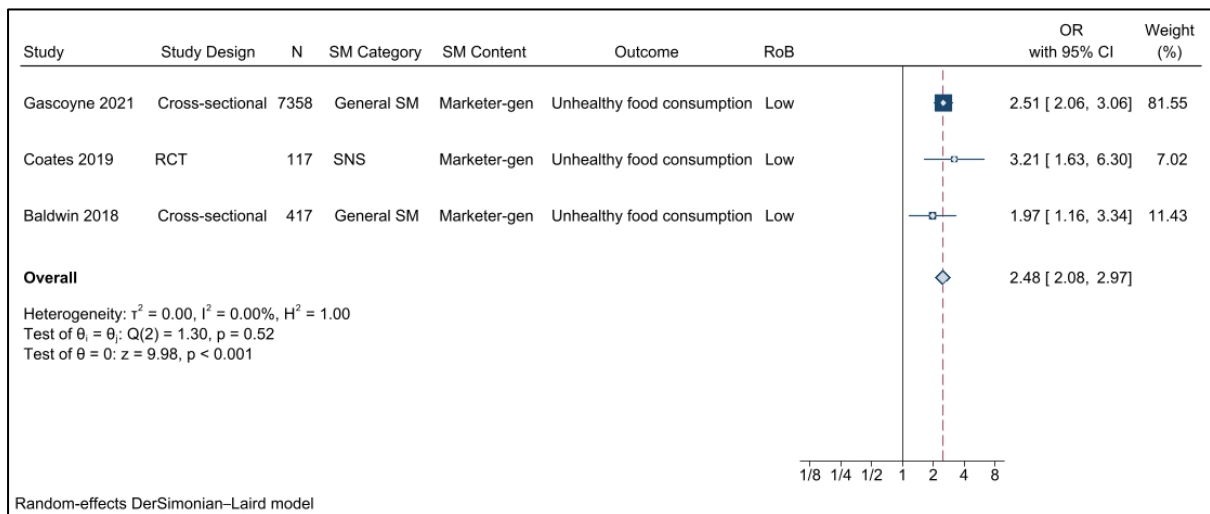 Study Study Design N SM Category SM Content Outcome RoB OR with 95% CI Weight (%)
Gascoyne 2021 Cross-sectional 7358 General SM Marketer-gen Unhealthy food consumption Low 2.51 [ 2.06, 3.06] 81.55
Coates 2019 RCT 117 SNS Marketer-gen Unhealthy food consumption Low 3.21 [ 1.63, 6.30] 7.02
Baldwin 2018 Cross-sectional 417 General SM Marketer-gen Unhealthy food consumption Low 1.97 [ 1.16, 3.34] 11.43
Overall 2.48 [ 2.08, 2.97]
Heterogeneity: τ² = 0.00, I² = 0.00%, H² = 1.00
Test of θᵢ = θⱼ: Q(2) = 1.30, p = 0.52
Test of θ = 0: z = 9.98, p < 0.001
1/8 1/4 1/2 1 2 4 8
Random-effects DerSimonian–Laird model